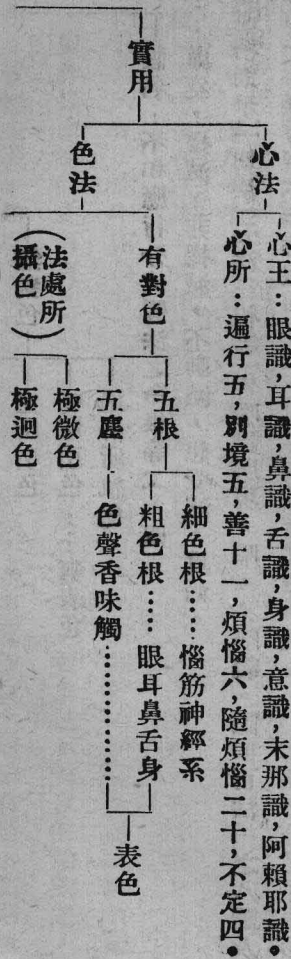 實用
心法
心王：眼識，耳識，鼻識，舌識，身識，意識，末那識，阿賴耶識。
心所：遍行五，別境五，善十一，煩惱六，隨煩惱二十，不定四。
色法
有對色
五根
細色根……惱筋神經系
粗色根……眼耳鼻舌身
五塵
色聲香味觸……………
表色
（法處所攝色）
極微色
極迥色